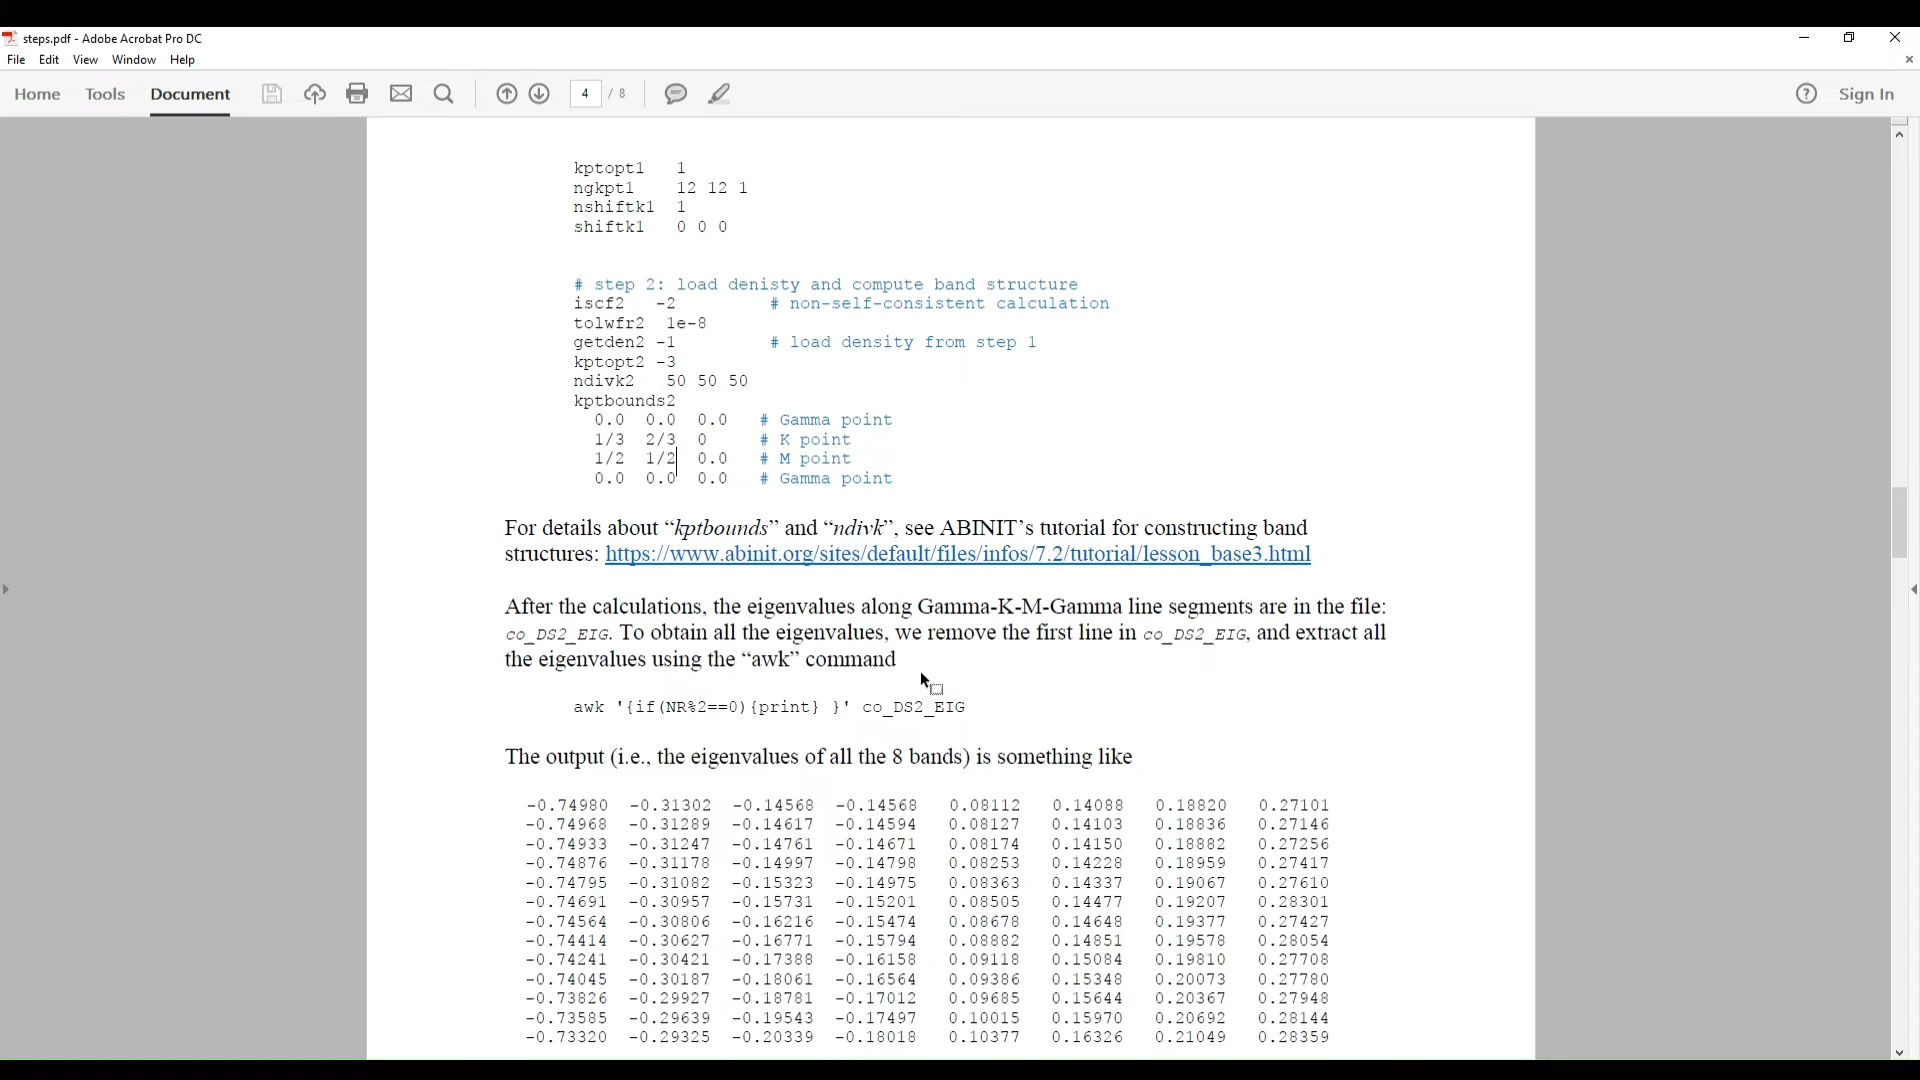 steps.pdf - Adobe Acrobat Pro DC
File Edit View Window Help
Home Tools Document 4 / 8 Sign In
kptopt1 1
ngkpt1 12 12 1
nshiftk1 1
shiftk1 0 0 0
# step 2: load denisty and compute band structure
iscf2 -2 # non-self-consistent calculation
tolwfr2 1e-8
getden2 -1 # load density from step 1
kptopt2 -3
ndivk2 50 50 50
kptbounds2
0.0 0.0 0.0 # Gamma point
1/3 2/3 0 # K point
1/2 1/2 0.0 # M point
0.0 0.0 0.0 # Gamma point
For details about “kptbounds” and “ndivk”, see ABINIT’s tutorial for constructing band
structures: https://www.abinit.org/sites/default/files/infos/7.2/tutorial/lesson_base3.html
After the calculations, the eigenvalues along Gamma-K-M-Gamma line segments are in the file:
co_DS2_EIG. To obtain all the eigenvalues, we remove the first line in co_DS2_EIG, and extract all
the eigenvalues using the “awk” command
awk '{if(NR%2==0){print} }' co_DS2_EIG
The output (i.e., the eigenvalues of all the 8 bands) is something like
-0.74980 -0.31302 -0.14568 -0.14568 0.08112 0.14088 0.18820 0.27101
-0.74968 -0.31289 -0.14617 -0.14594 0.08127 0.14103 0.18836 0.27146
-0.74933 -0.31247 -0.14761 -0.14671 0.08174 0.14150 0.18882 0.27256
-0.74876 -0.31178 -0.14997 -0.14798 0.08253 0.14228 0.18959 0.27417
-0.74795 -0.31082 -0.15323 -0.14975 0.08363 0.14337 0.19067 0.27610
-0.74691 -0.30957 -0.15731 -0.15201 0.08505 0.14477 0.19207 0.28301
-0.74564 -0.30806 -0.16216 -0.15474 0.08678 0.14648 0.19377 0.27427
-0.74414 -0.30627 -0.16771 -0.15794 0.08882 0.14851 0.19578 0.28054
-0.74241 -0.30421 -0.17388 -0.16158 0.09118 0.15084 0.19810 0.27708
-0.74045 -0.30187 -0.18061 -0.16564 0.09386 0.15348 0.20073 0.27780
-0.73826 -0.29927 -0.18781 -0.17012 0.09685 0.15644 0.20367 0.27948
-0.73585 -0.29639 -0.19543 -0.17497 0.10015 0.15970 0.20692 0.28144
-0.73320 -0.29325 -0.20339 -0.18018 0.10377 0.16326 0.21049 0.28359